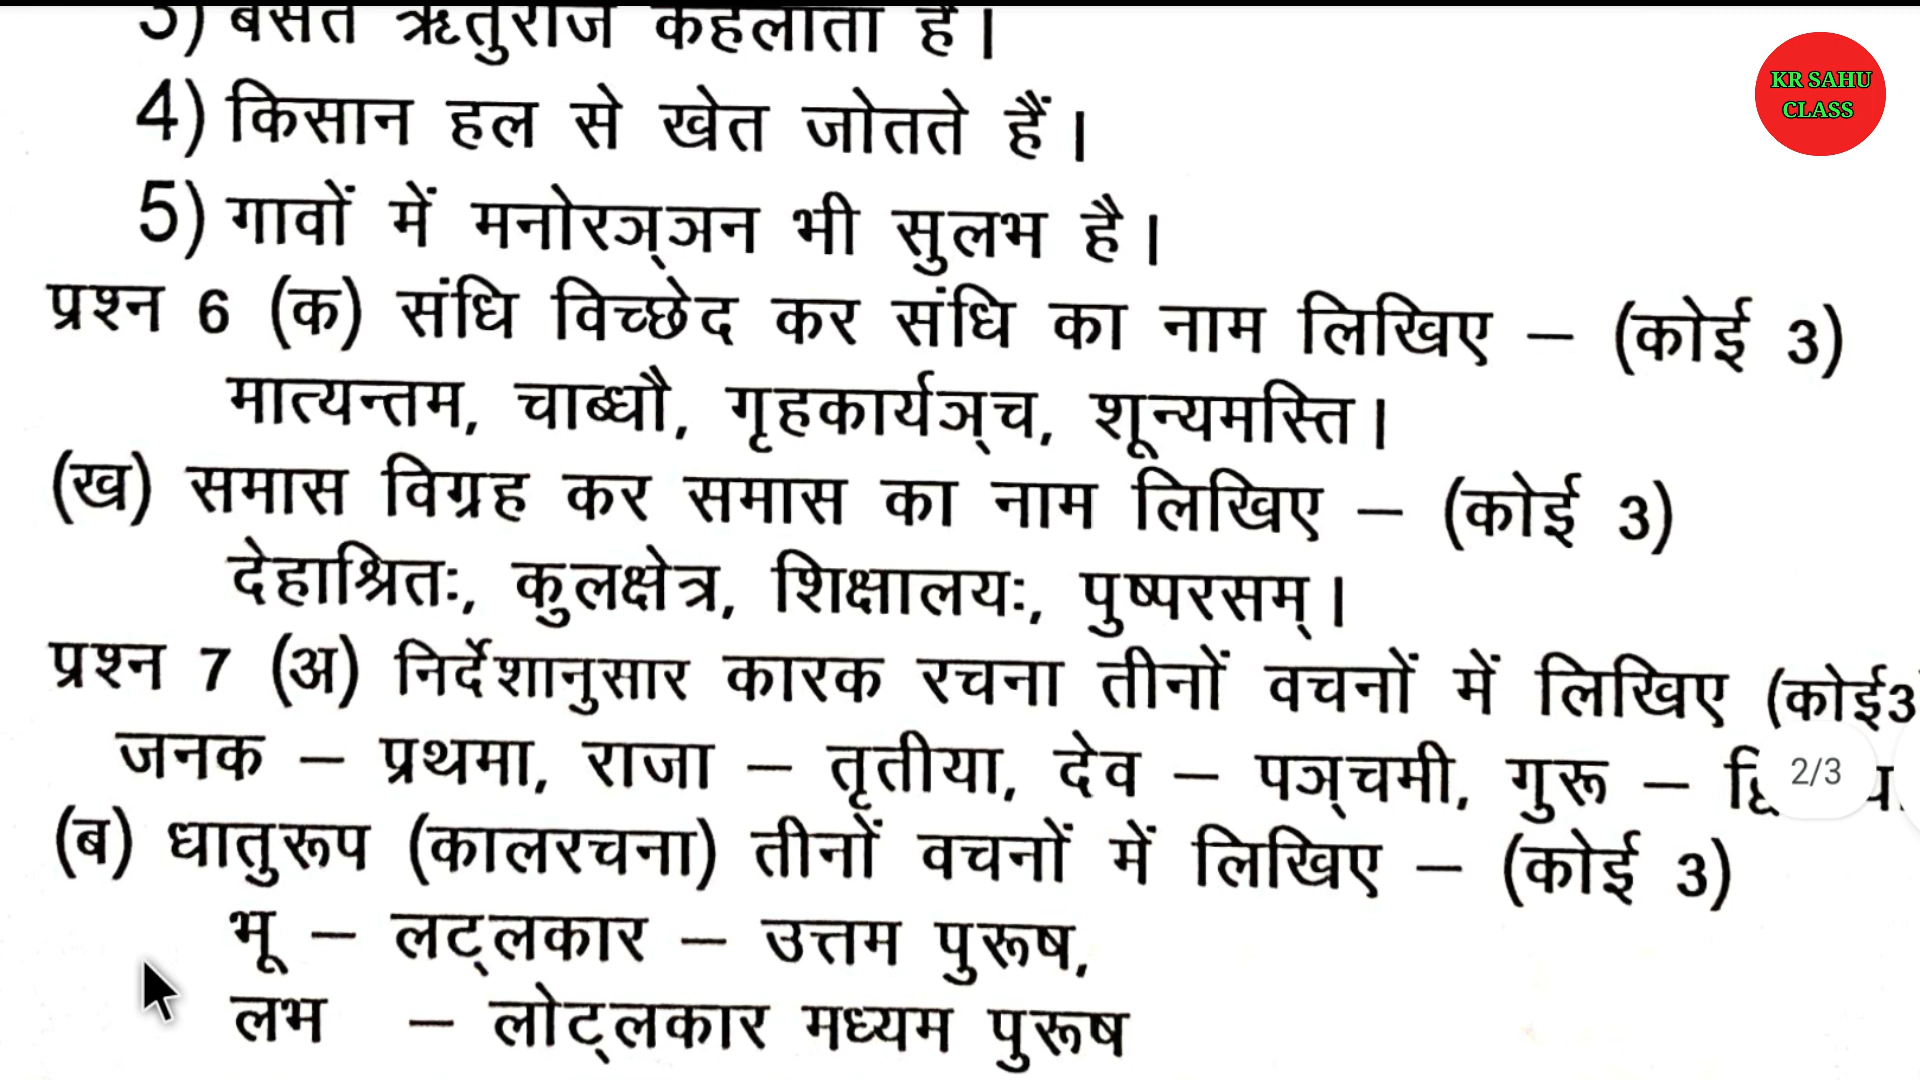 3) बसंत ऋतुराज कहलाता है।
4) किसान हल से खेत जोतते हैं।
5) गावों में मनोरञ्ञन भी सुलभ है।
प्रश्न 6 (क) संधि विच्छेद कर संधि का नाम लिखिए – (कोई 3)
मात्यन्तम, चाब्धौ, गृहकार्यञ्च, शून्यमस्ति।
(ख) समास विग्रह कर समास का नाम लिखिए – (कोई 3)
देहाश्रितः, कुलक्षेत्र, शिक्षालयः, पुष्परसम्।
प्रश्न 7 (अ) निर्देशानुसार कारक रचना तीनों वचनों में लिखिए (कोई3)
जनक – प्रथमा, राजा – तृतीया, देव – पञ्चमी, गुरू –
(ब) धातुरूप (कालरचना) तीनों वचनों में लिखिए – (कोई 3)
भू – लट्लकार – उत्तम पुरूष,
लभ – लोट्लकार मध्यम पुरूष
KR SAHU
CLASS
2/3